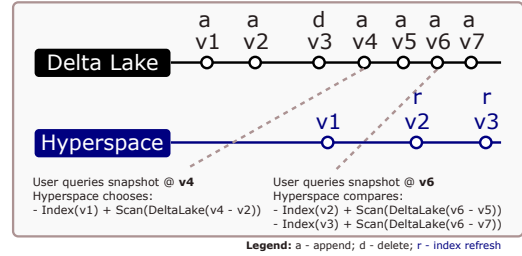 a a d a a a a
v1 v2 v3 v4 v5 v6 v7
Delta Lake
r r
v1 v2 v3
Hyperspace
User queries snapshot @ v4
Hyperspace chooses:
- Index(v1) + Scan(DeltaLake(v4 - v2))
User queries snapshot @ v6
Hyperspace compares:
- Index(v2) + Scan(DeltaLake(v6 - v5))
- Index(v3) + Scan(DeltaLake(v6 - v7))
Legend: a - append; d - delete; r - index refresh